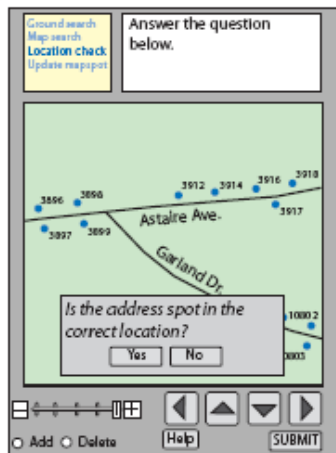 Ground search
Map search
Location check
Update mapspot
Answer the question
below.
3896
3898
3912
3914
3916
3918
3897
3899
3917
Astaire Ave.
Garland Dr.
Is the address spot in the
correct location?
Yes No
10802
0803
Add Delete
Help
SUBMIT